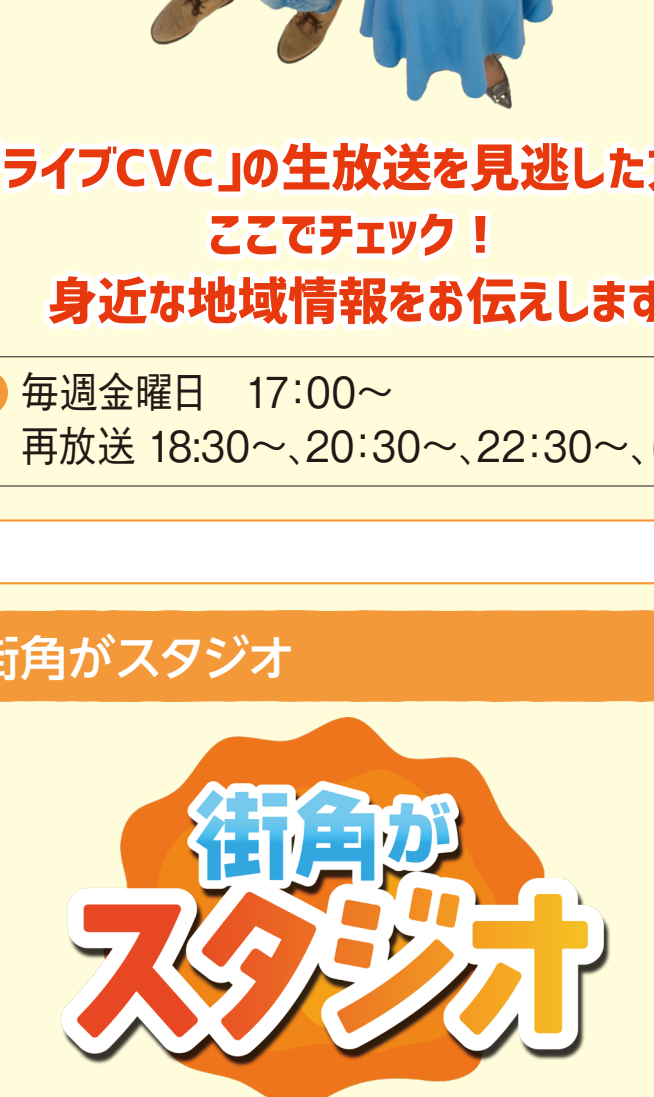 ライブCVC」の生放送を見逃した
ここでチェック！
身近な地域情報をお伝えします
毎週金曜日　17：00〜
再放送 18:30〜、20：30〜、22：30〜、
街角がスタジオ
街角が
スタジオ